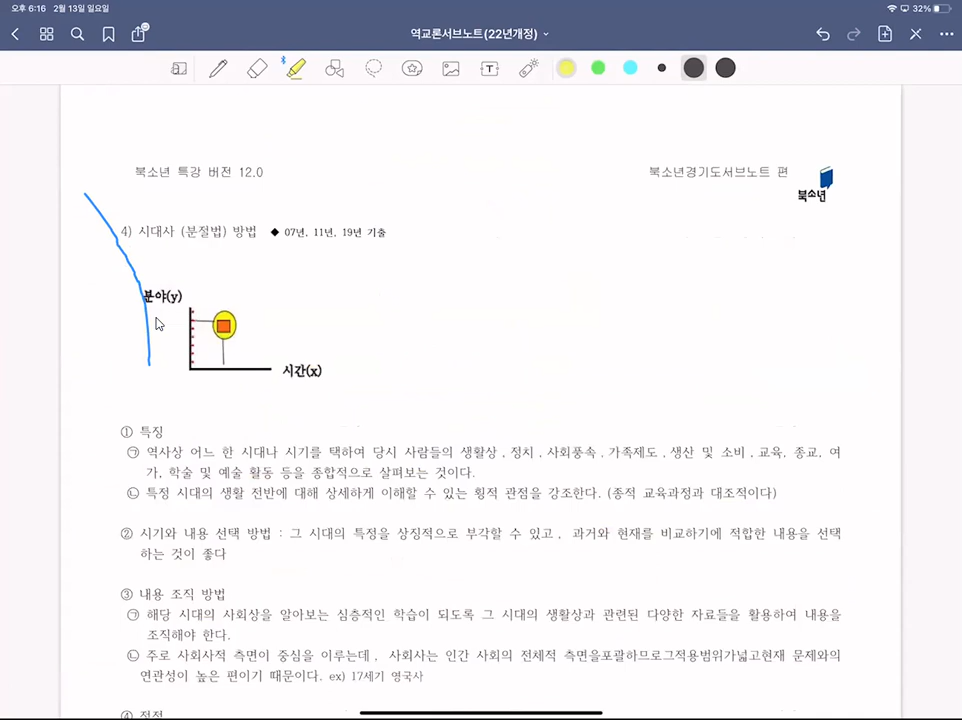 오후 6:16 2월 13일 일요일
32%
역교론서브노트(22년개정)
T
북소년 특강 버전 12.0
북소년경기도서브노트 편
북소년
4) 시대사 (분절법) 방법 ◆ 07년, 11년, 19년 기출
분야(y)
시간(x)
① 특징
㉠ 역사상 어느 한 시대나 시기를 택하여 당시 사람들의 생활상, 정치, 사회풍속, 가족제도, 생산 및 소비, 교육, 종교, 여
가, 학술 및 예술 활동 등을 종합적으로 살펴보는 것이다.
㉡ 특정 시대의 생활 전반에 대해 상세하게 이해할 수 있는 횡적 관점을 강조한다. (종적 교육과정과 대조적이다)
② 시기와 내용 선택 방법 : 그 시대의 특정을 상징적으로 부각할 수 있고, 과거와 현재를 비교하기에 적합한 내용을 선택
하는 것이 좋다
③ 내용 조직 방법
㉠ 해당 시대의 사회상을 알아보는 심층적인 학습이 되도록 그 시대의 생활상과 관련된 다양한 자료들을 활용하여 내용을
조직해야 한다.
㉡ 주로 사회사적 측면이 중심을 이루는데, 사회사는 인간 사회의 전체적 측면을포괄하므로그적용범위가넓고현재 문제와의
연관성이 높은 편이기 때문이다. ex) 17세기 영국사